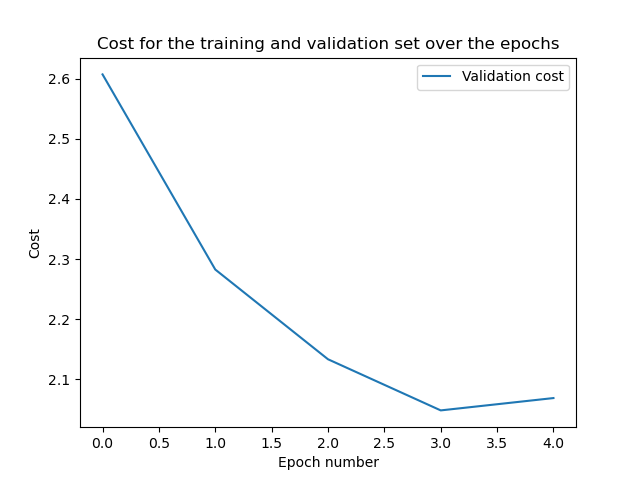 Cost for the training and validation set over the epochs
Validation cost
2.6
2.5
2.4
2.3
2.2
2.1
Cost
0.0 0.5 1.0 1.5 2.0 2.5 3.0 3.5 4.0
Epoch number